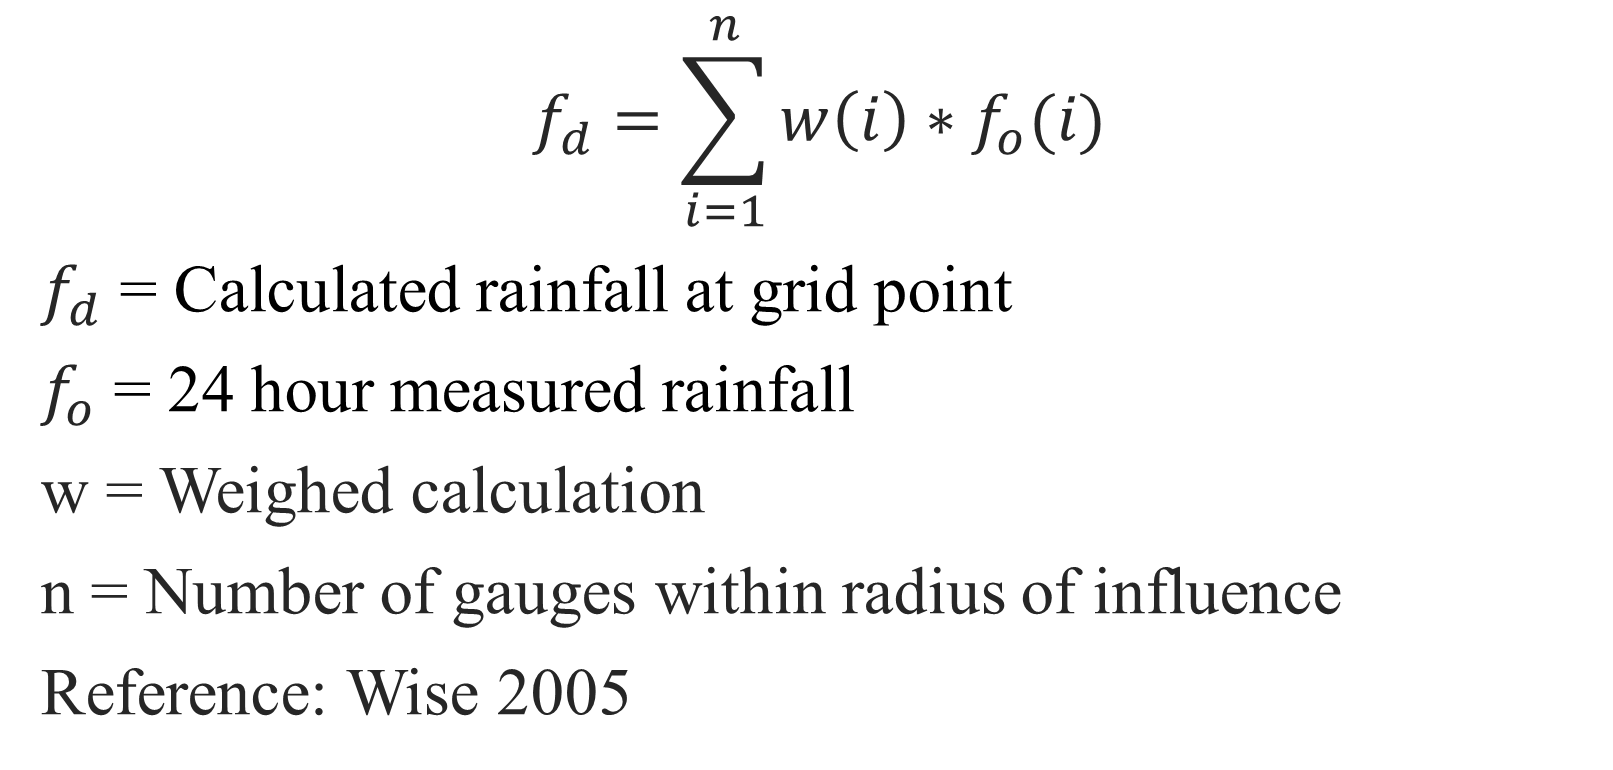 f_d = \sum_{i=1}^{n} w(i) * f_o(i)
f_d = Calculated rainfall at grid point
f_o = 24 hour measured rainfall
w = Weighed calculation
n = Number of gauges within radius of influence
Reference: Wise 2005